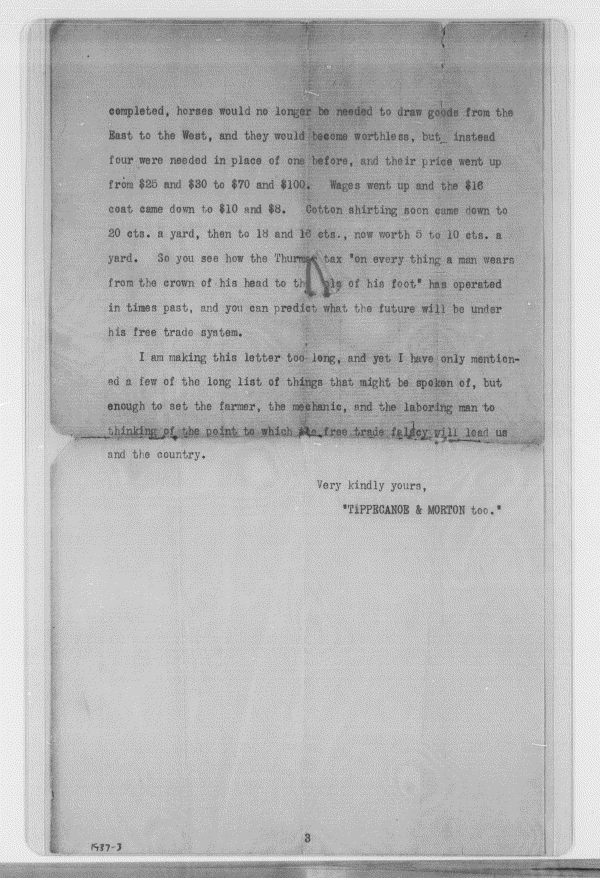 completed, horses would no longer be needed to draw goods from the
East to the West, and they would become worthless, but instead
four were needed in place of one before, and their price went up
from $25 and $30 to $70 and $100. Wages went up and the $16
coat came down to $10 and $8. Cotton shirting soon came down to
20 cts. a yard, then to 18 and 16 cts., now worth 5 to 10 cts. a
yard. So you see how the Thurman tax "on every thing a man wears
from the crown of his head to the sole of his foot" has operated
in times past, and you can predict what the future will be under
his free trade system.
I am making this letter too long, and yet I have only mention-
ed a few of the long list of things that might be spoken of, but
enough to set the farmer, the mechanic, and the laboring man to
thinking of the point to which free trade falacy will lead us
and the country.
Very kindly yours,
"TIPPECANOE & MORTON too."
3
1937-3